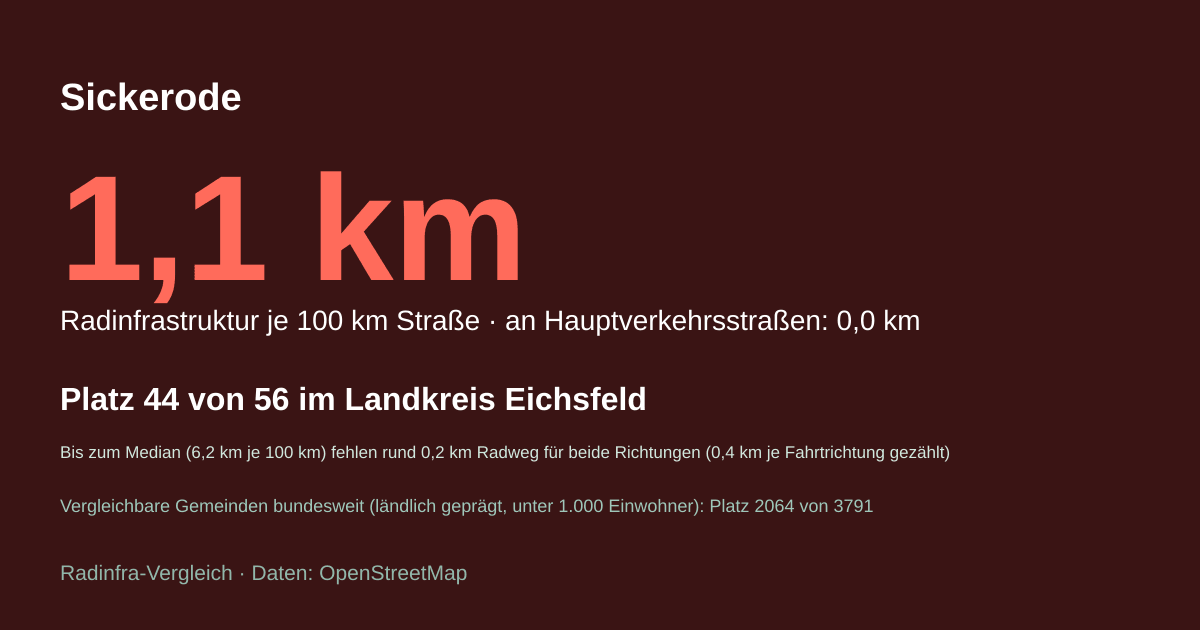 Sickerode
1,1 km
Radinfrastruktur je 100 km Straße · an Hauptverkehrsstraßen: 0,0 km
Platz 44 von 56 im Landkreis Eichsfeld
Bis zum Median (6,2 km je 100 km) fehlen rund 0,2 km Radweg für beide Richtungen (0,4 km je Fahrtrichtung gezählt)
Vergleichbare Gemeinden bundesweit (ländlich geprägt, unter 1.000 Einwohner): Platz 2064 von 3791
Radinfra-Vergleich · Daten: OpenStreetMap